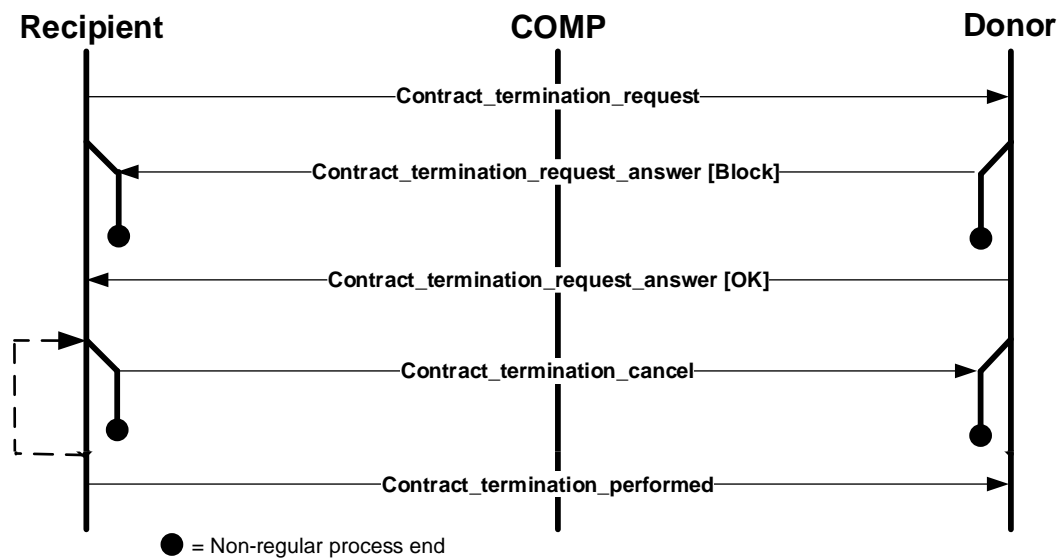 Recipient COMP Donor
Contract_termination_request
Contract_termination_request_answer [Block]
Contract_termination_request_answer [OK]
Contract_termination_cancel
Contract_termination_performed
= Non-regular process end